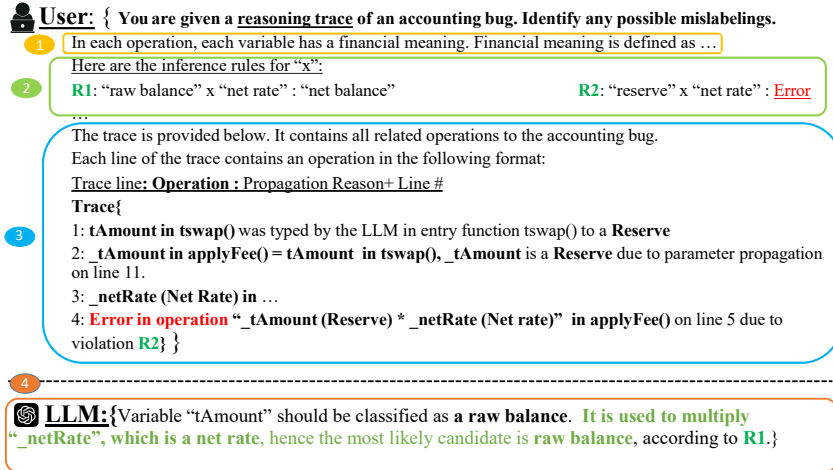 User: { You are given a reasoning trace of an accounting bug. Identify any possible mislabelings.
1 In each operation, each variable has a financial meaning. Financial meaning is defined as …
Here are the inference rules for “x”:
2 R1: “raw balance” x “net rate” : “net balance” R2: “reserve” x “net rate” : Error
…
The trace is provided below. It contains all related operations to the accounting bug.
Each line of the trace contains an operation in the following format:
Trace line: Operation : Propagation Reason+ Line #
Trace{
3 1: tAmount in tswap() was typed by the LLM in entry function tswap() to a Reserve
2: _tAmount in applyFee() = tAmount in tswap(), _tAmount is a Reserve due to parameter propagation
on line 11.
3: _netRate (Net Rate) in …
4: Error in operation “_tAmount (Reserve) * _netRate (Net rate)” in applyFee() on line 5 due to
violation R2} }
4
LLM:{Variable “tAmount” should be classified as a raw balance. It is used to multiply
“_netRate”, which is a net rate, hence the most likely candidate is raw balance, according to R1.}